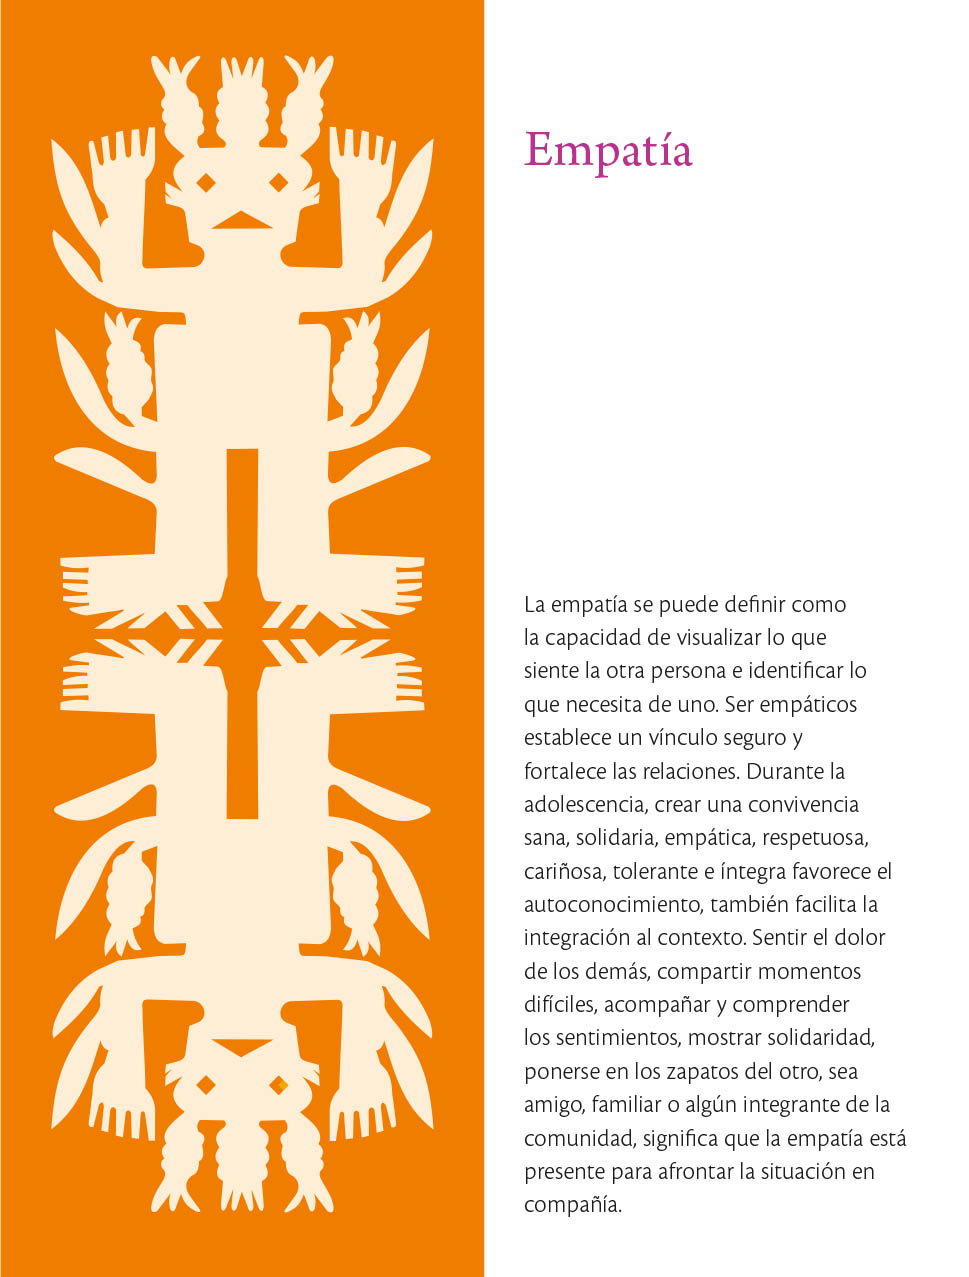 Empatía
La empatía se puede definir como
la capacidad de visualizar lo que
siente la otra persona e identificar lo
que necesita de uno. Ser empáticos
establece un vínculo seguro y
fortalece las relaciones. Durante la
adolescencia, crear una convivencia
sana, solidaria, empática, respetuosa,
cariñosa, tolerante e íntegra favorece el
autoconocimiento, también facilita la
integración al contexto. Sentir el dolor
de los demás, compartir momentos
difíciles, acompañar y comprender
los sentimientos, mostrar solidaridad,
ponerse en los zapatos del otro, sea
amigo, familiar o algún integrante de la
comunidad, significa que la empatía está
presente para afrontar la situación en
compañía.